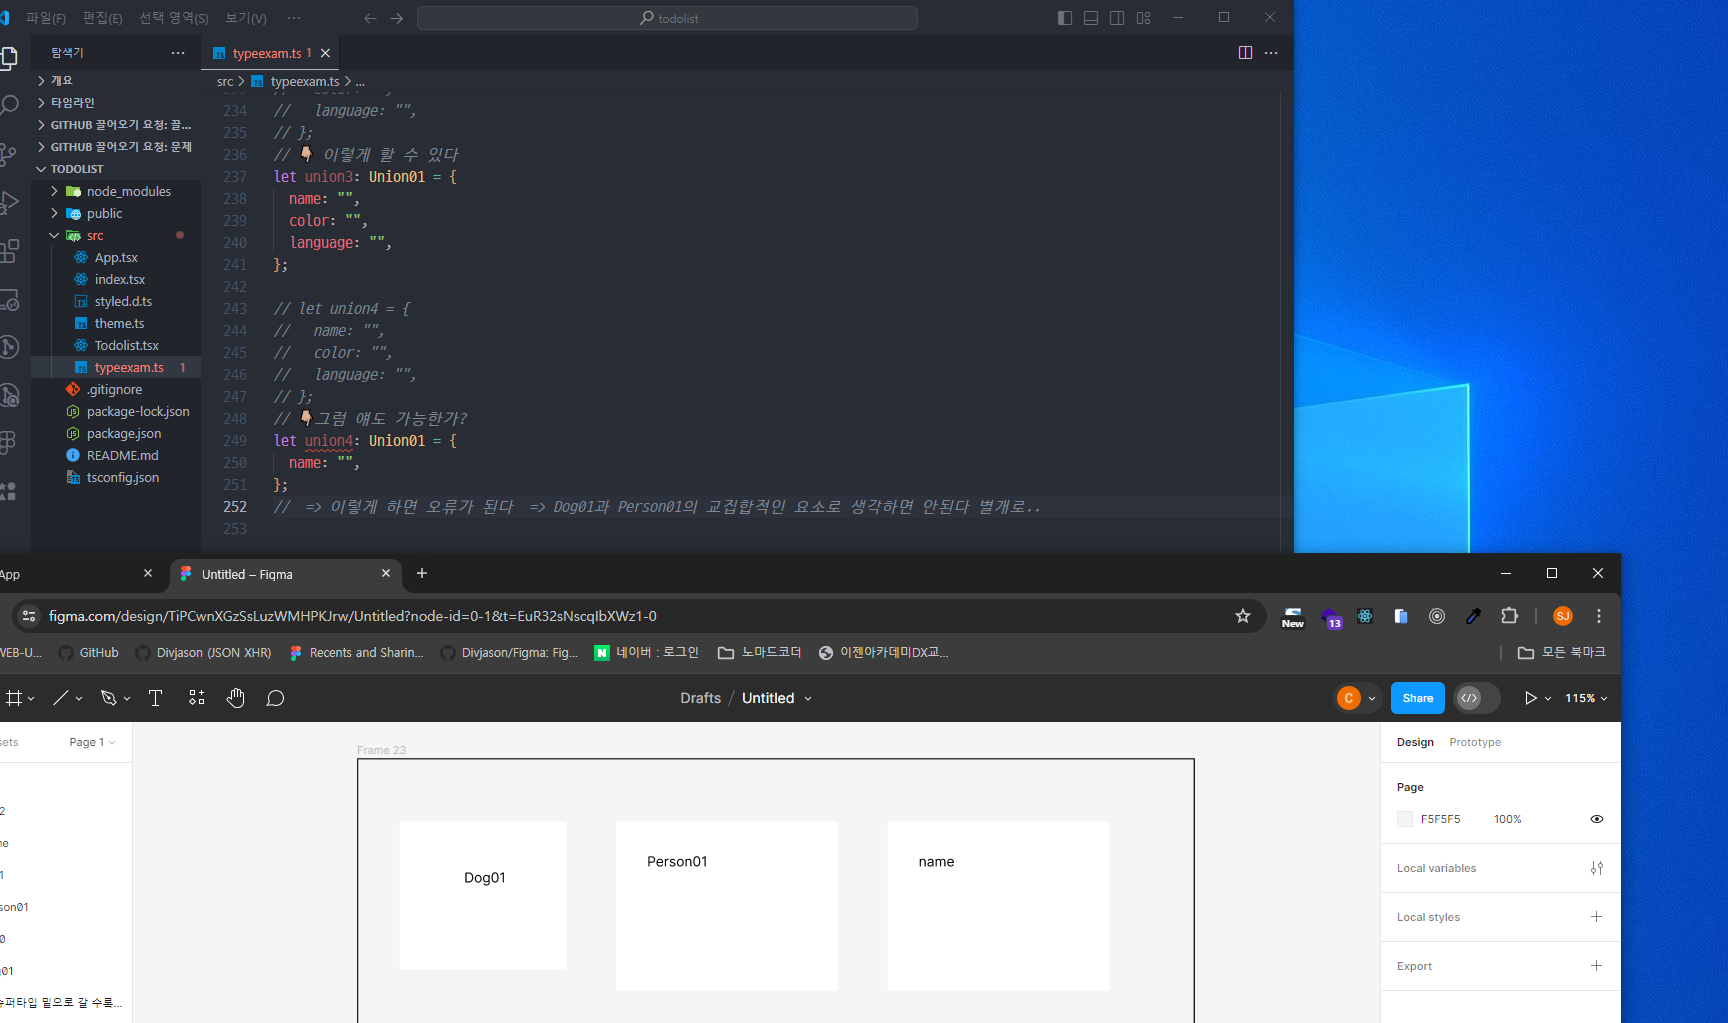 파일(F) 편집(E) 선택 영역(S) 보기(V) ··· todolist
탐색기 ···
개요
타임라인
GITHUB 끌어오기 요청: 끌...
GITHUB 끌어오기 요청: 문제
TODOLIST
node_modules
public
src
App.tsx
index.tsx
styled.d.ts
theme.ts
Todolist.tsx
typeexam.ts 1
.gitignore
package-lock.json
package.json
README.md
tsconfig.json
typeexam.ts 1
src > typeexam.ts > ...
234 //   language: "",
235 // };
236 // 👇 이렇게 할 수 있다
237 let union3: Union01 = {
238   name: "",
239   color: "",
240   language: "",
241 };
242
243 // let union4 = {
244 //   name: "",
245 //   color: "",
246 //   language: "",
247 // };
248 // 👇그럼 얘도 가능한가?
249 let union4: Union01 = {
250   name: "",
251 };
252 //  => 이렇게 하면 오류가 된다  => Dog01과 Person01의 교집합적인 요소로 생각하면 안된다 별개로..
253
App
Untitled – Figma
figma.com/design/TiPCwnXGzSsLuzWMHPKJrw/Untitled?node-id=0-1&t=EuR32sNscqIbXWz1-0
New 13 SJ
WEB-U... GitHub Divjason (JSON XHR) Recents and Sharin... Divjason/Figma: Fig... 네이버 : 로그인 노마드코더 이젠아카데미DX교... 모든 북마크
Drafts / Untitled C Share 115%
sets Page 1
Frame 23
Dog01
Person01
name
Design Prototype
Page
F5F5F5 100%
Local variables
Local styles
Export
2
me
1
son01
0
g01
슈퍼타입 밑으로 갈 수록...